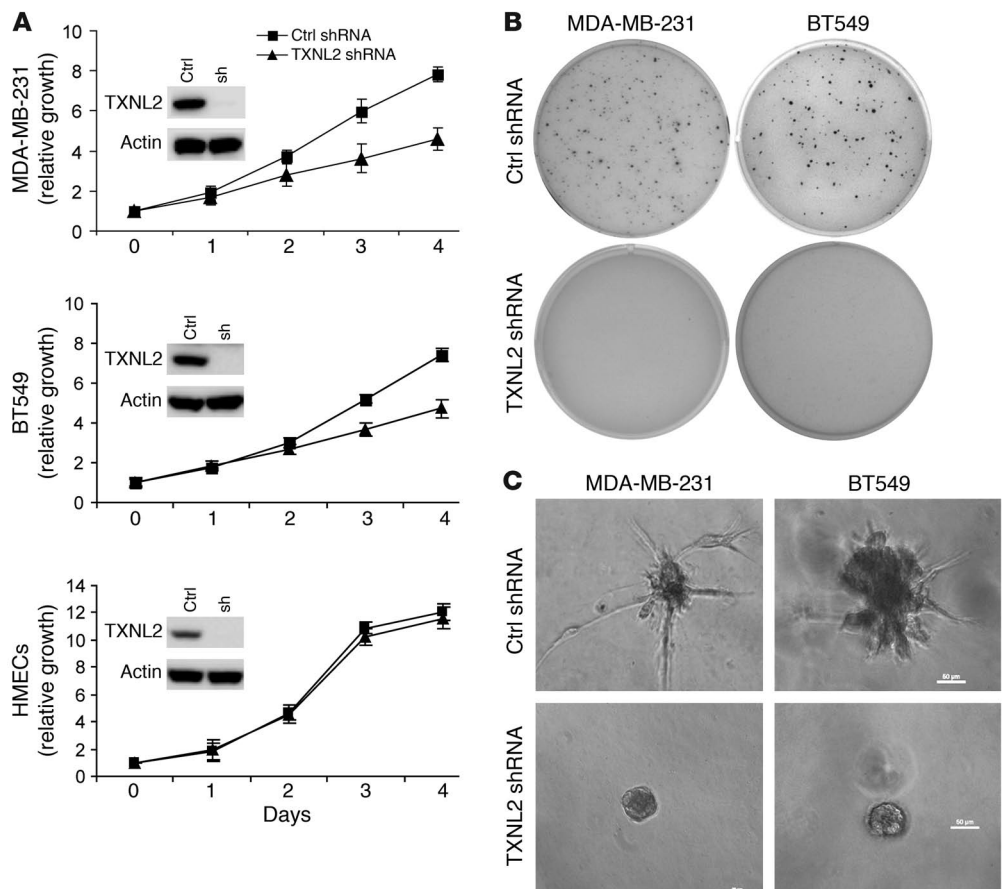 A
MDA-MB-231
(relative growth)
10
8
6
4
2
0
Ctrl shRNA
TXNL2 shRNA
Ctrl
sh
TXNL2
Actin
0 1 2 3 4
BT549
(relative growth)
10
8
6
4
2
0
Ctrl
sh
TXNL2
Actin
0 1 2 3 4
HMECs
(relative growth)
14
12
10
8
6
4
2
0
Ctrl
sh
TXNL2
Actin
0 1 2 3 4
Days
B
MDA-MB-231 BT549
Ctrl shRNA
TXNL2 shRNA
C
MDA-MB-231 BT549
Ctrl shRNA
50 µm
TXNL2 shRNA
50 µm